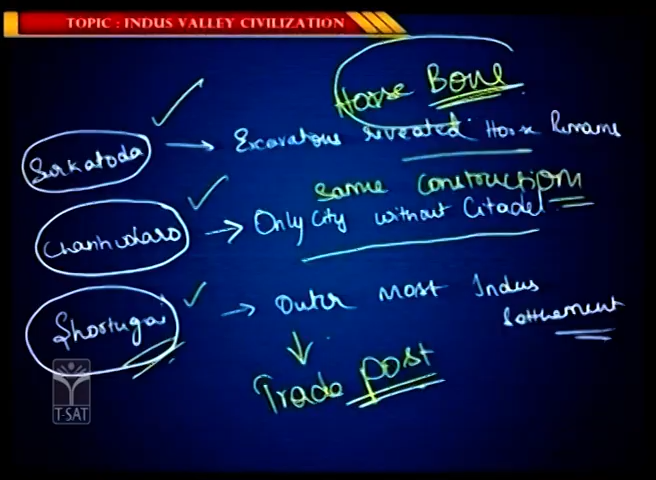 TOPIC : INDUS VALLEY CIVILIZATION
Horse Bone
Surkatoda → Excavations revealed Horse Remains
Same construction
Chanhudaro → Only City without Citadel
Shortugai → Outer most Indus
Settlement
Trade post
T-SAT